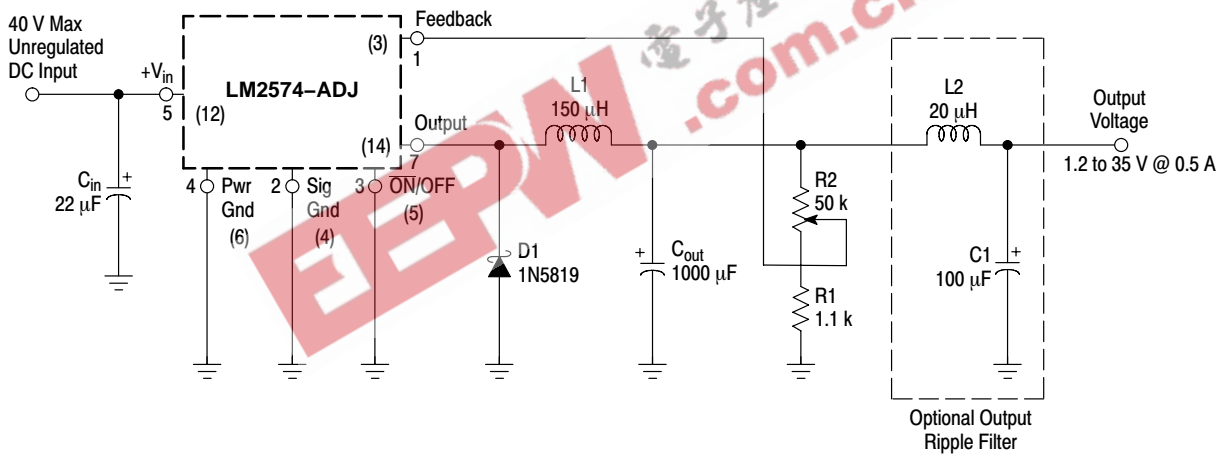 40 V Max
Unregulated
DC Input
+Vin
5
(12)
LM2574–ADJ
(3)
Feedback
1
(14)
Output
7
4
Pwr
Gnd
(6)
2
Sig
Gnd
(4)
3
ON/OFF
(5)
Cin
22 µF
+
L1
150 µH
D1
1N5819
+
Cout
1000 µF
R2
50 k
R1
1.1 k
L2
20 µH
C1
100 µF
+
Output
Voltage
1.2 to 35 V @ 0.5 A
Optional Output
Ripple Filter
EEPW
電子產
.com.c